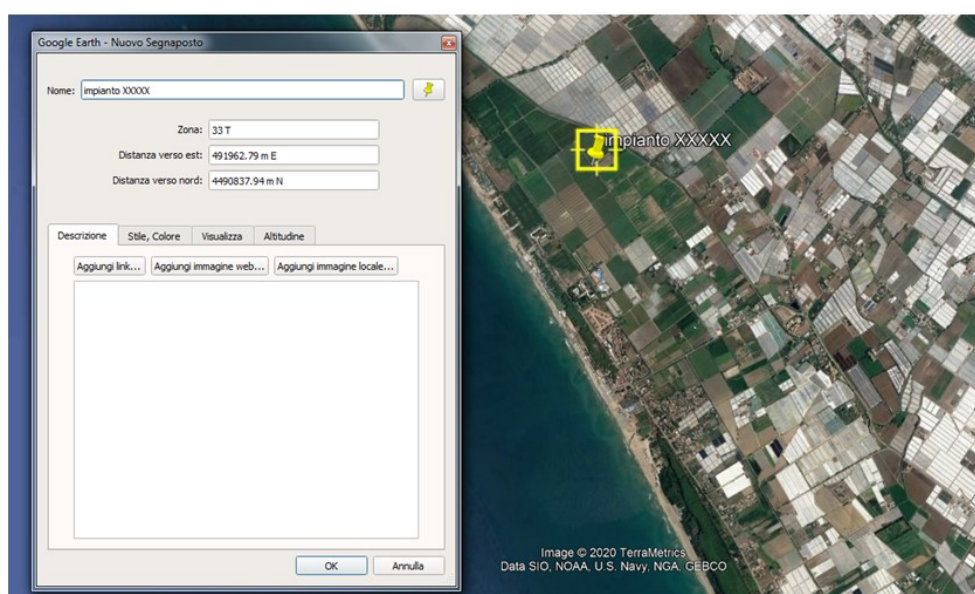 Google Earth - Nuovo Segnaposto
Nome: impianto XXXXX
Zona: 33 T
Distanza verso est: 491962.79 m E
Distanza verso nord: 4490837.94 m N
Descrizione Stile, Colore Visualizza Altitudine
Aggiungi link... Aggiungi immagine web... Aggiungi immagine locale...
OK Annulla
impianto XXXXX
Image © 2020 TerraMetrics
Data SIO, NOAA, U.S. Navy, NGA, GEBCO